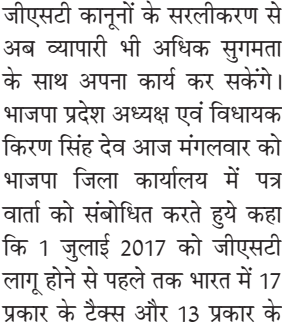 जीएसटी कानूनों के सरलीकरण से
अब व्यापारी भी अधिक सुगमता
के साथ अपना कार्य कर सकेंगे।
भाजपा प्रदेश अध्यक्ष एवं विधायक
किरण सिंह देव आज मंगलवार को
भाजपा जिला कार्यालय में पत्र
वार्ता को संबोधित करते हुये कहा
कि 1 जुलाई 2017 को जीएसटी
लागू होने से पहले तक भारत में 17
प्रकार के टैक्स और 13 प्रकार के